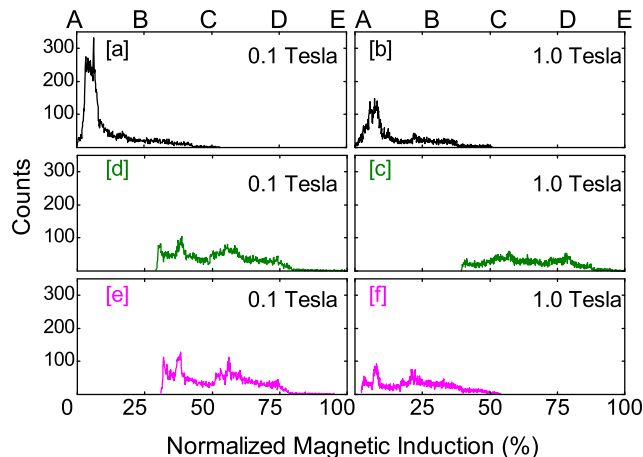 A B C D E A B C D E
300 [a] 0.1 Tesla [b] 1.0 Tesla
200
100
Counts
300 [d] 0.1 Tesla [c] 1.0 Tesla
200
100
300 [e] 0.1 Tesla [f] 1.0 Tesla
200
100
0 25 50 75 25 50 75 100
Normalized Magnetic Induction (%)